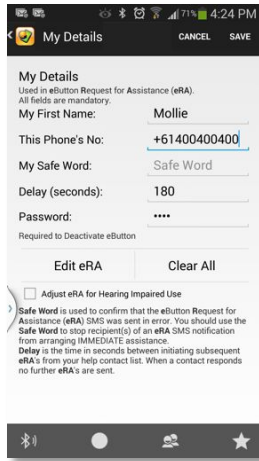 71% 4:24 PM
My Details CANCEL SAVE
My Details
Used in eButton Request for Assistance (eRA).
All fields are mandatory.
My First Name: Mollie
This Phone's No: +61400400400
My Safe Word: Safe Word
Delay (seconds): 180
Password: ••••
Required to Deactivate eButton
Edit eRA Clear All
Adjust eRA for Hearing Impaired Use
Safe Word is used to confirm that the eButton Request for
Assistance (eRA) SMS was sent in error. You should use the
Safe Word to stop recipient(s) of an eRA SMS notification
from arranging IMMEDIATE assistance.
Delay is the time in seconds between initiating subsequent
eRA's from your help contact list. When a contact responds
no further eRA's are sent.